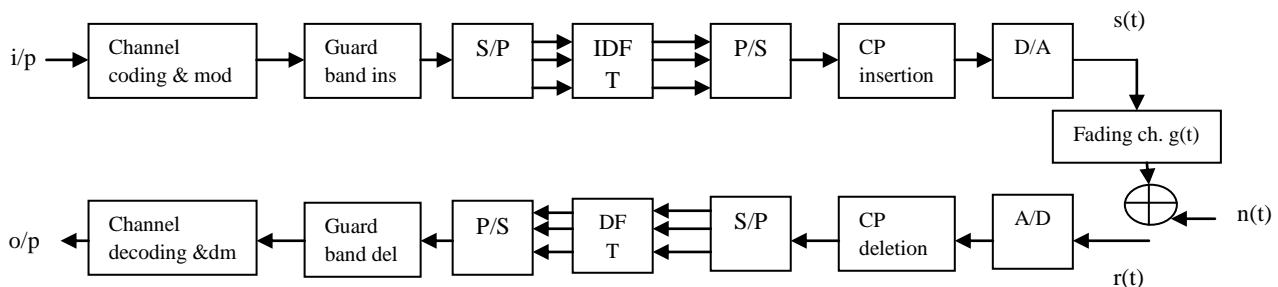 s(t)
i/p
Channel
coding & mod
Guard
band ins
S/P
IDF
T
P/S
CP
insertion
D/A
Fading ch. g(t)
n(t)
o/p
Channel
decoding &dm
Guard
band del
P/S
DF
T
S/P
CP
deletion
A/D
r(t)